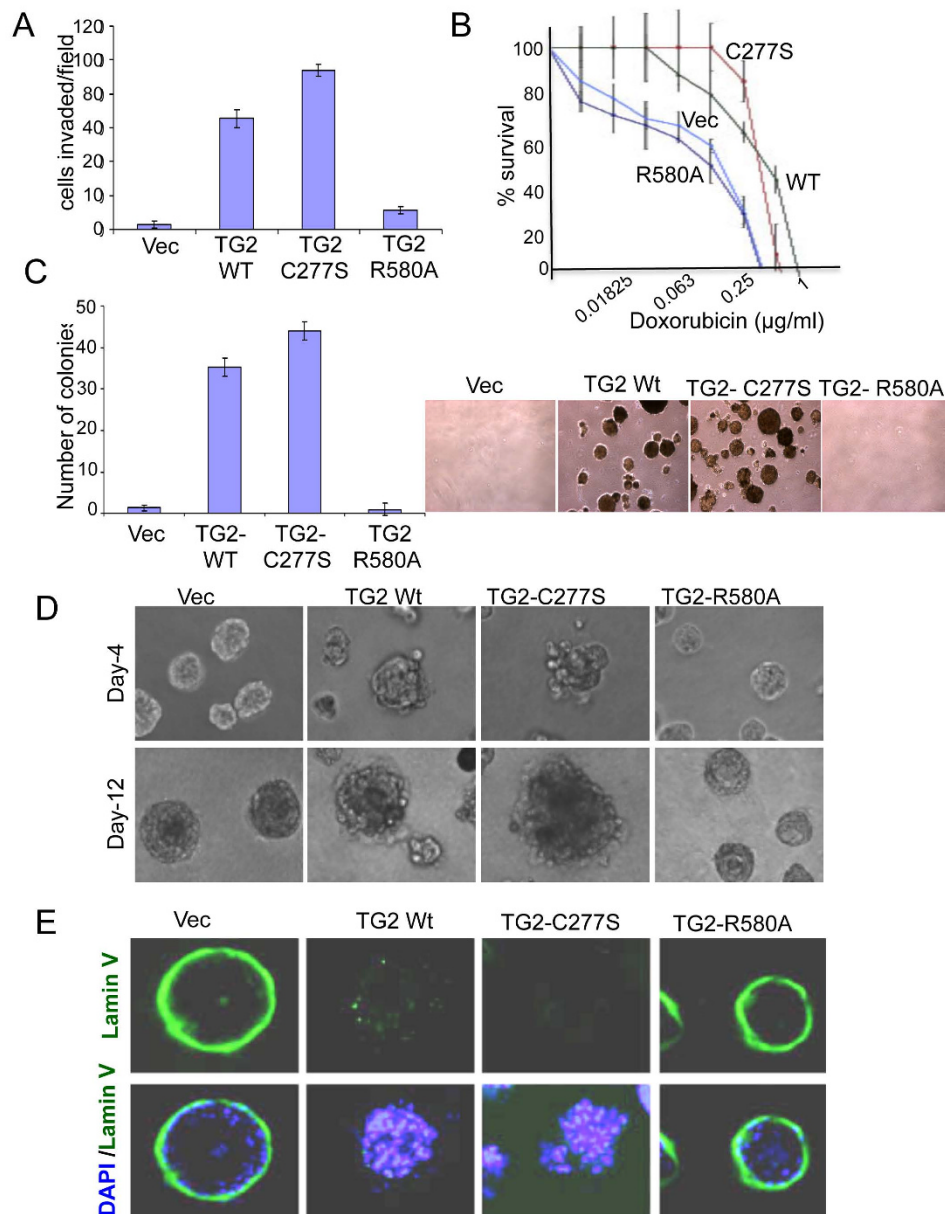 A
cells invaded/field
120
100
80
60
40
20
100
0
Vec
TG2
WT
TG2
C277S
TG2
R580A
B
% survival
100
80
60
40
20
0
C277S
Vec
R580A
WT
0.01825
0.063
0.25
1
Doxorubicin (µg/ml)
C
Number of colonies
50
40
30
20
10
0
Vec
TG2-
WT
TG2-
C277S
TG2
R580A
Vec
TG2 Wt
TG2- C277S
TG2- R580A
D
Vec
TG2 Wt
TG2-C277S
TG2-R580A
Day-4
Day-12
E
Vec
TG2 Wt
TG2-C277S
TG2-R580A
Lamin V
DAPI /Lamin V